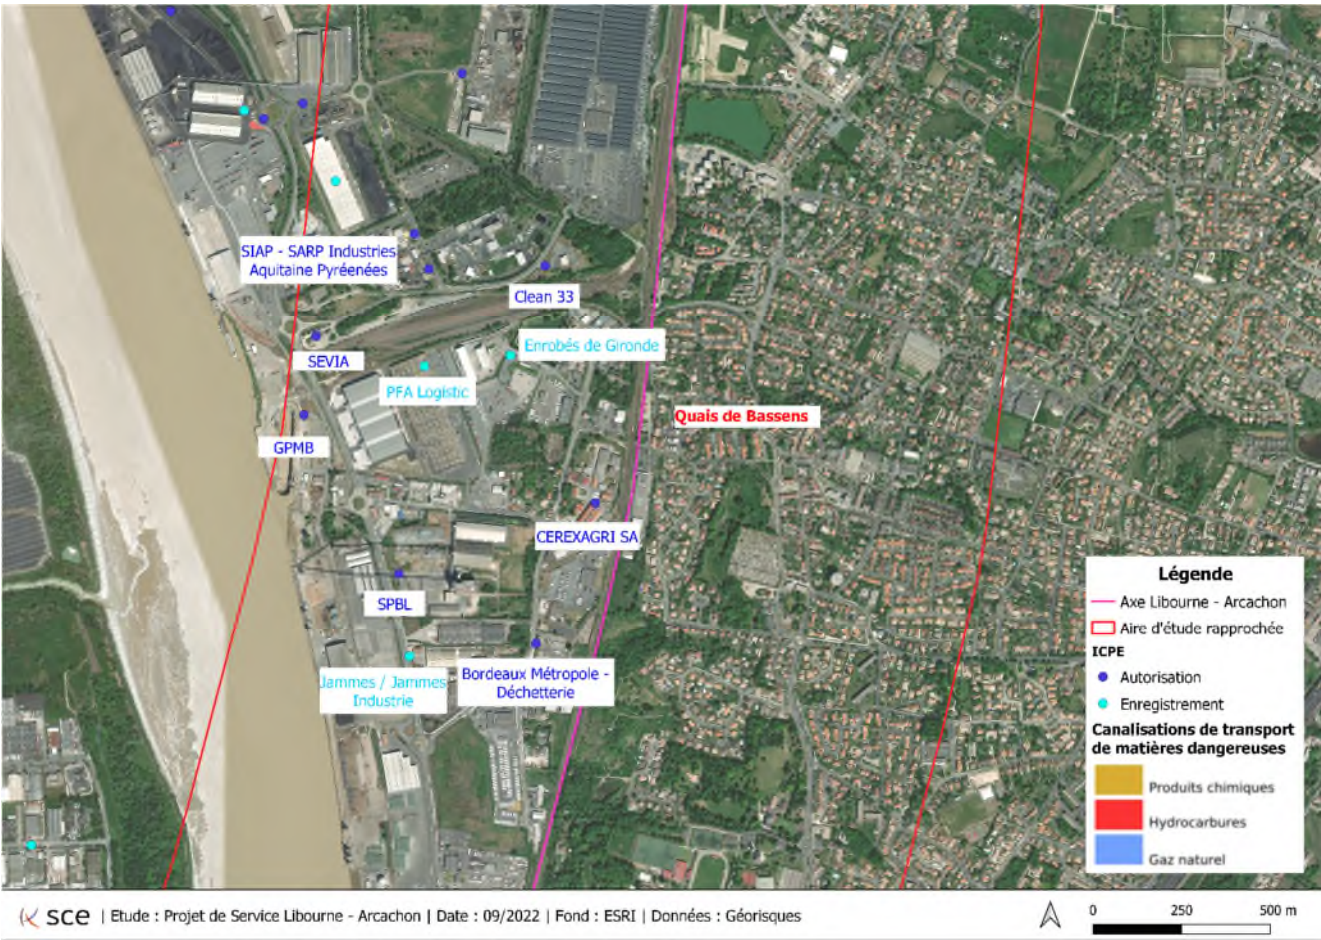 SIAP - SARP Industries
Aquitaine Pyréenées
Clean 33
SEVIA
Enrobés de Gironde
PFA Logistic
Quais de Bassens
GPMB
CEREXAGRI SA
SPBL
Jammes / Jammes
Industrie
Bordeaux Métropole -
Déchetterie
Légende
Axe Libourne - Arcachon
Aire d'étude rapprochée
ICPE
Autorisation
Enregistrement
Canalisations de transport
de matières dangereuses
Produits chimiques
Hydrocarbures
Gaz naturel
sce | Etude : Projet de Service Libourne - Arcachon | Date : 09/2022 | Fond : ESRI | Données : Géorisques
0 250 500 m